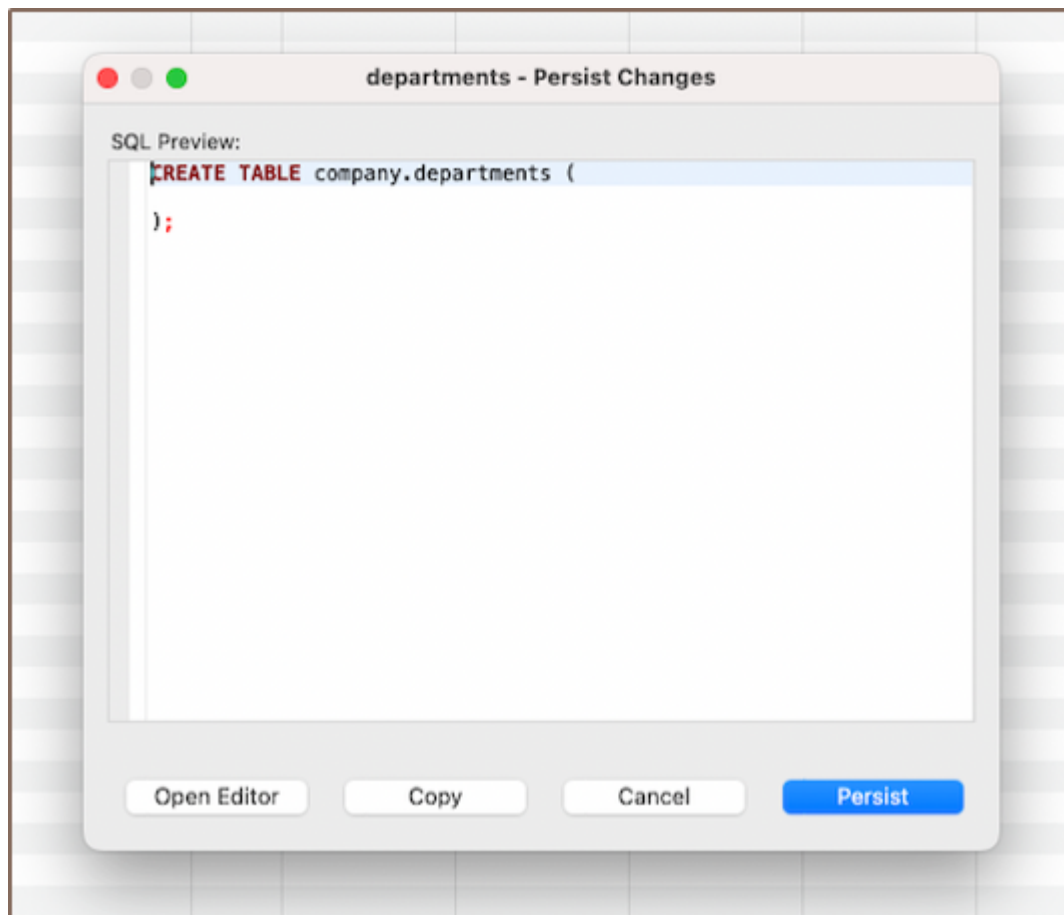 departments - Persist Changes
SQL Preview:
CREATE TABLE company.departments (
);
Open Editor
Copy
Cancel
Persist